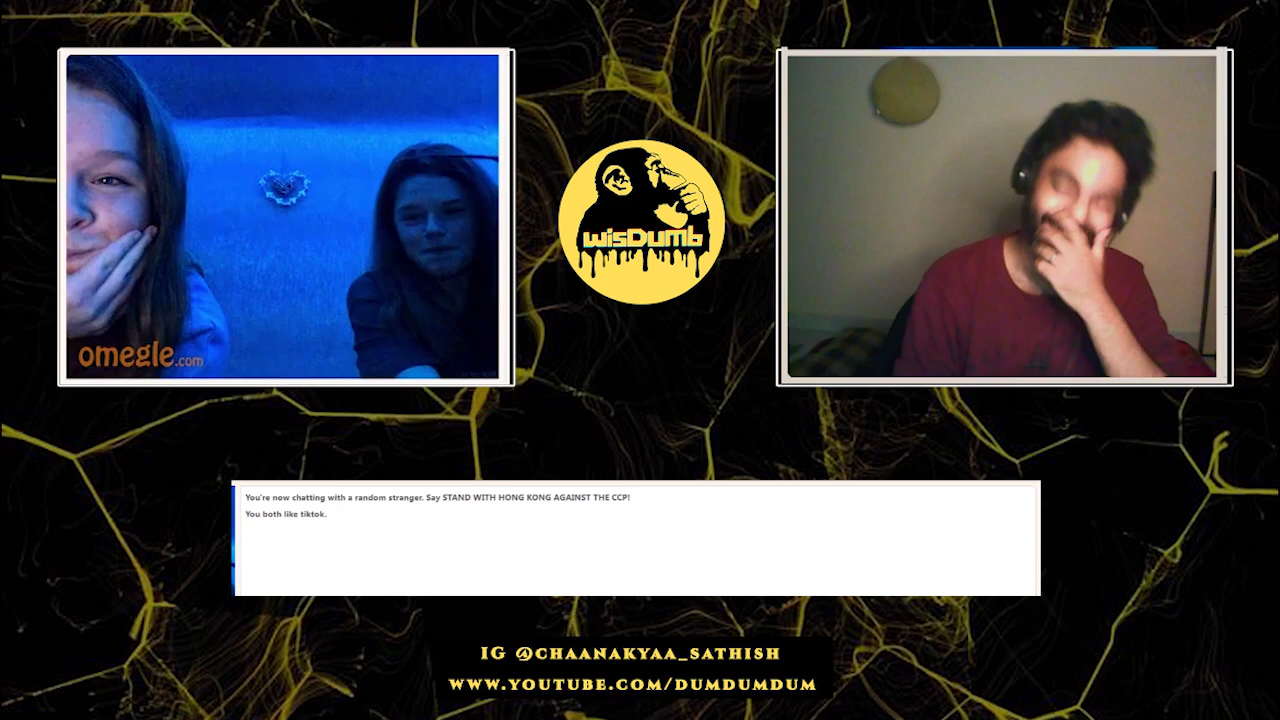 omegle.com
wisDumb
You're now chatting with a random stranger. Say STAND WITH HONG KONG AGAINST THE CCP!
You both like tiktok.
IG @CHAANAKYAA_SATHISH
WWW.YOUTUBE.COM/DUMDUMDUM